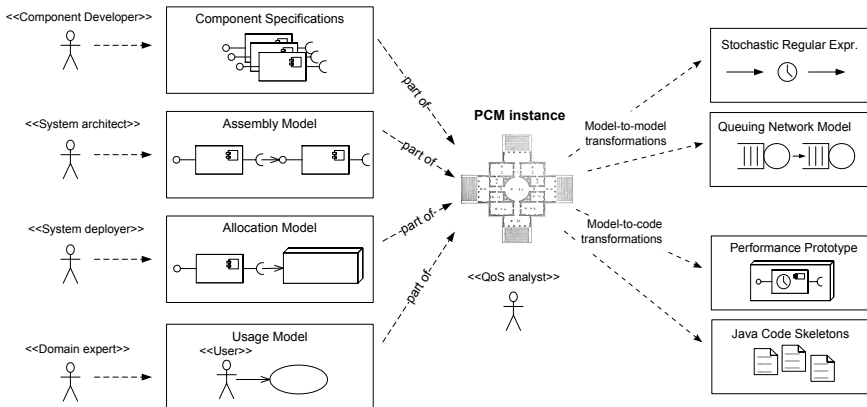 <<Component Developer>>
Component Specifications
<<System architect>>
Assembly Model
<<System deployer>>
Allocation Model
<<Domain expert>>
Usage Model
<<User>>
part of
part of
part of
part of
PCM instance
<<QoS analyst>>
Model-to-model
transformations
Model-to-code
transformations
Stochastic Regular Expr.
Queuing Network Model
Performance Prototype
Java Code Skeletons